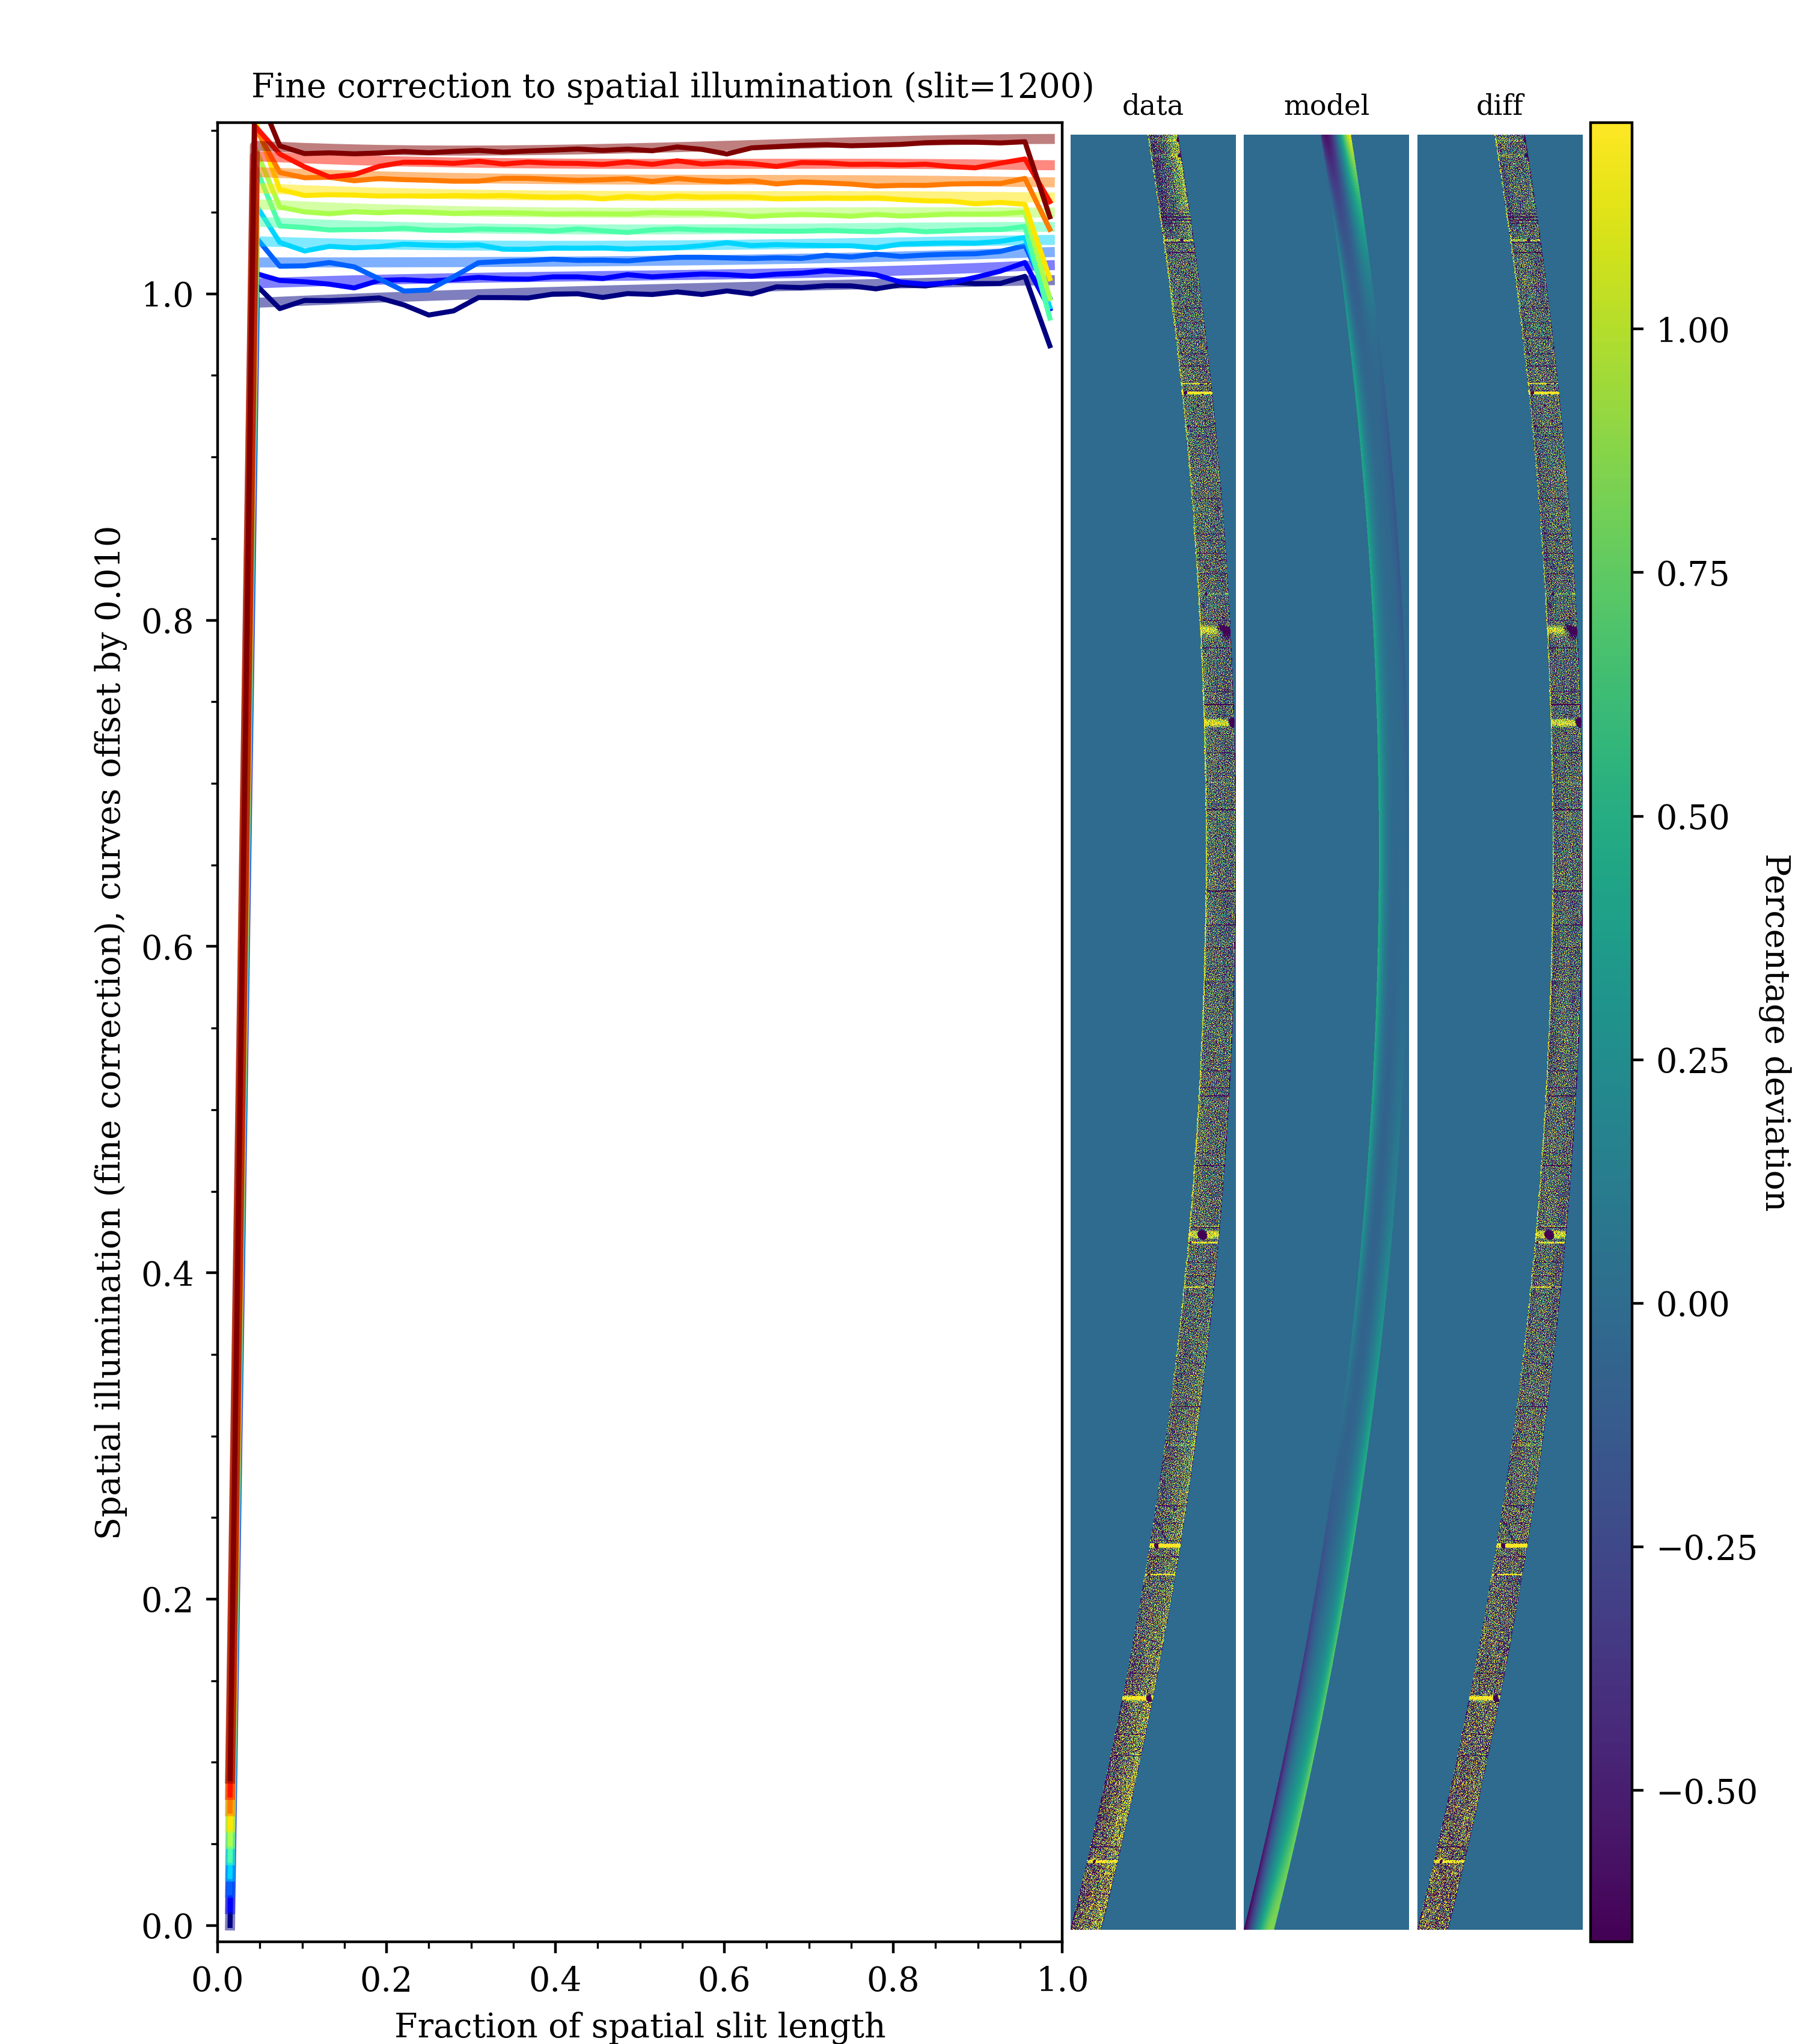 Fine correction to spatial illumination (slit=1200)
data
model
diff
Spatial illumination (fine correction), curves offset by 0.010
1.0
0.8
0.6
0.4
0.2
0.0
0.0
0.2
0.4
0.6
0.8
1.0
Fraction of spatial slit length
1.00
0.75
0.50
0.25
0.00
−0.25
−0.50
Percentage deviation